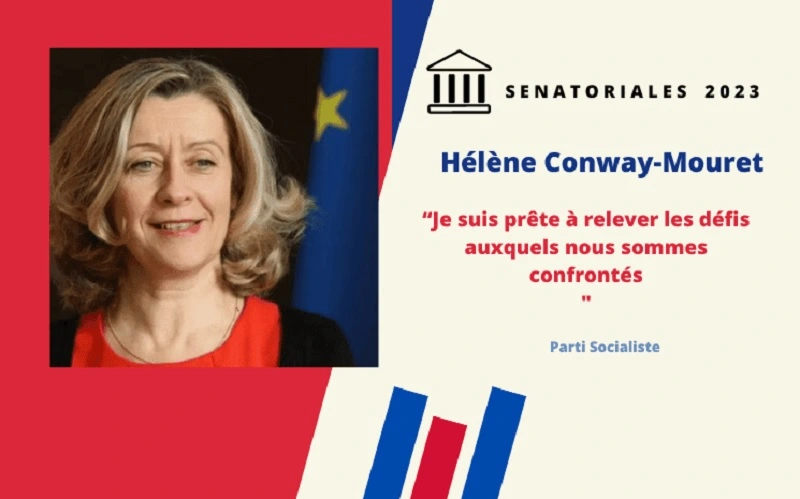 SENATORIALES 2023
Hélène Conway-Mouret
“Je suis prête à relever les défis
auxquels nous sommes
confrontés
"
Parti Socialiste